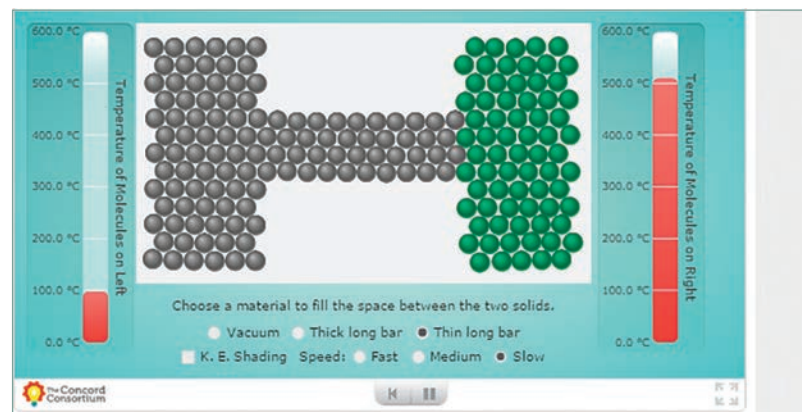 600.0 °C
500.0 °C
400.0 °C
300.0 °C
200.0 °C
100.0 °C
0.0 °C
Temperature of Molecules on Left
600.0 °C
500.0 °C
400.0 °C
300.0 °C
200.0 °C
100.0 °C
0.0 °C
Temperature of Molecules on Right
Choose a material to fill the space between the two solids.
Vacuum Thick long bar Thin long bar
K. E. Shading Speed: Fast Medium Slow
The Concord
Consortium